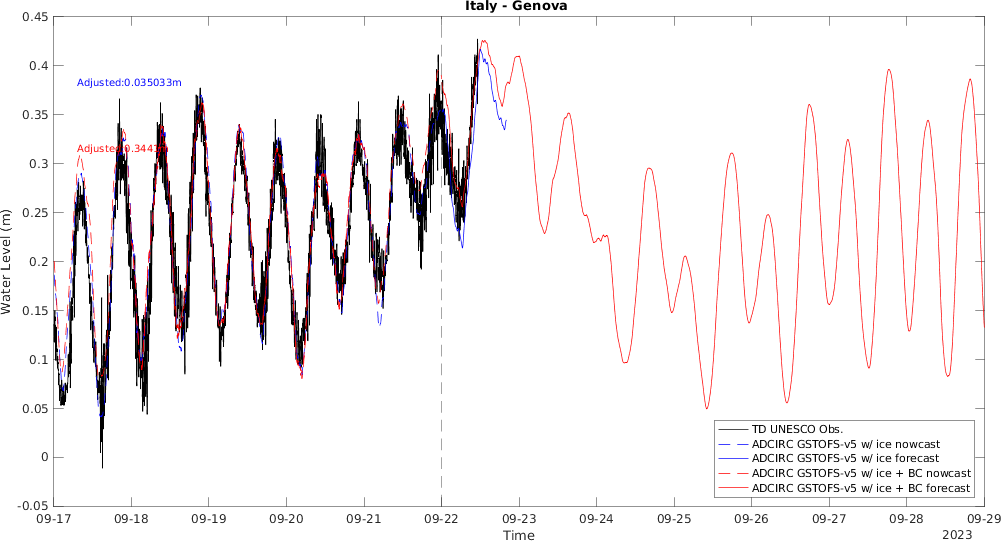 Italy - Genova
0.45
0.4
0.35
0.3
0.25
0.2
0.15
0.1
0.05
0
-0.05
Water Level (m)
Adjusted:0.035033m
TD UNESCO Obs.
ADCIRC GSTOFS-v5 w/ ice nowcast
ADCIRC GSTOFS-v5 w/ ice forecast
ADCIRC GSTOFS-v5 w/ ice + BC nowcast
ADCIRC GSTOFS-v5 w/ ice + BC forecast
09-17 09-18 09-19 09-20 09-21 09-22 09-23 09-24 09-25 09-26 09-27 09-28 09-29
Time
2023